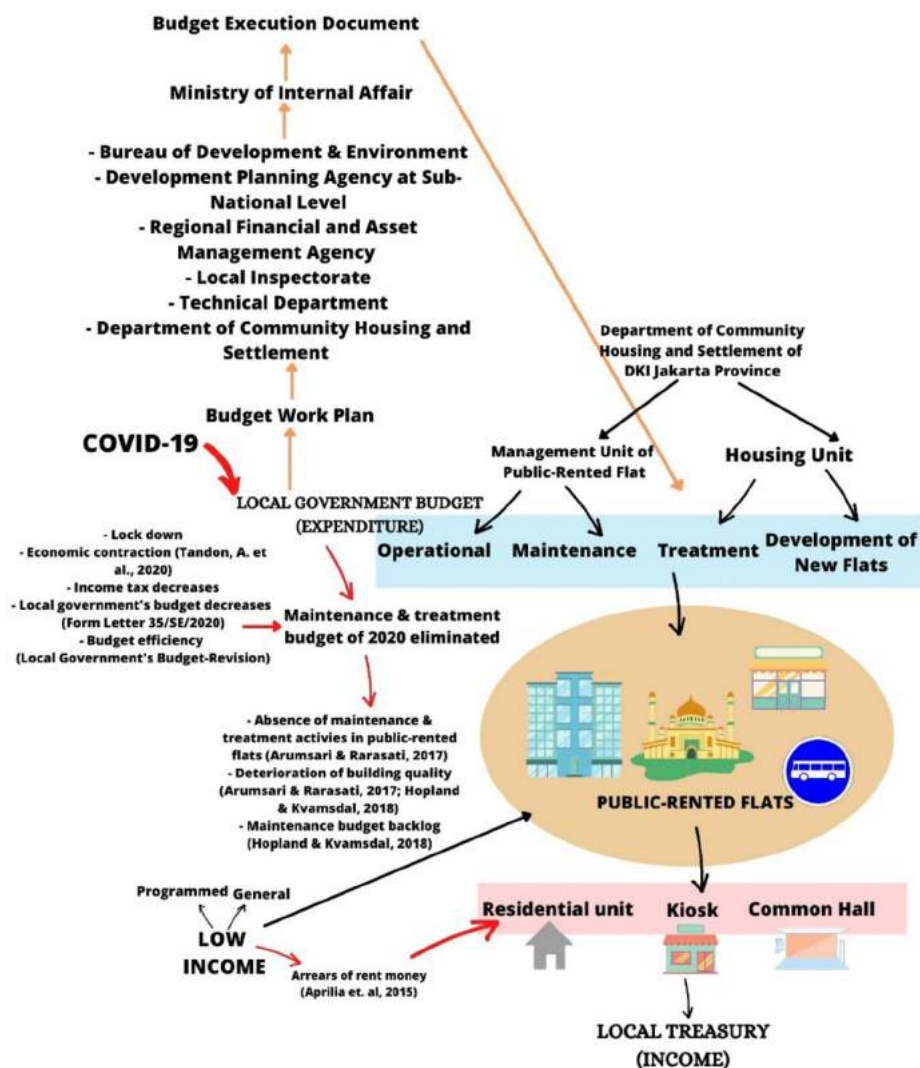 Budget Execution Document
Ministry of Internal Affair
- Bureau of Development & Environment
- Development Planning Agency at Sub-
National Level
- Regional Financial and Asset
Management Agency
- Local Inspectorate
- Technical Department
- Department of Community Housing and
Settlement
Budget Work Plan
COVID-19
LOCAL GOVERNMENT BUDGET
(EXPENDITURE)
Department of Community
Housing and Settlement of
DKI Jakarta Province
Management Unit of
Public-Rented Flat
Housing Unit
Operational
Maintenance
Treatment
Development of
New Flats
- Lock down
- Economic contraction (Tandon, A. et
al., 2020)
- Income tax decreases
- Local government's budget decreases
(Form Letter 35/SE/2020)
- Budget efficiency
(Local Government's Budget-Revision)
Maintenance & treatment
budget of 2020 eliminated
- Absence of maintenance &
treatment activies in public-rented
flats (Arumsari & Rarasati, 2017)
- Deterioration of building quality
(Arumsari & Rarasati, 2017; Hopland
& Kvamsdal, 2018)
- Maintenance budget backlog
(Hopland & Kvamsdal, 2018)
PUBLIC-RENTED FLATS
Programmed
General
LOW
INCOME
Arrears of rent money
(Aprilia et. al, 2015)
Residential unit
Kiosk
Common Hall
LOCAL TREASURY
(INCOME)